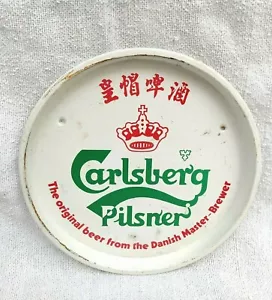 皇帽啤酒
Carlsberg
Pilsner
The original beer from the Danish Master-Brewer